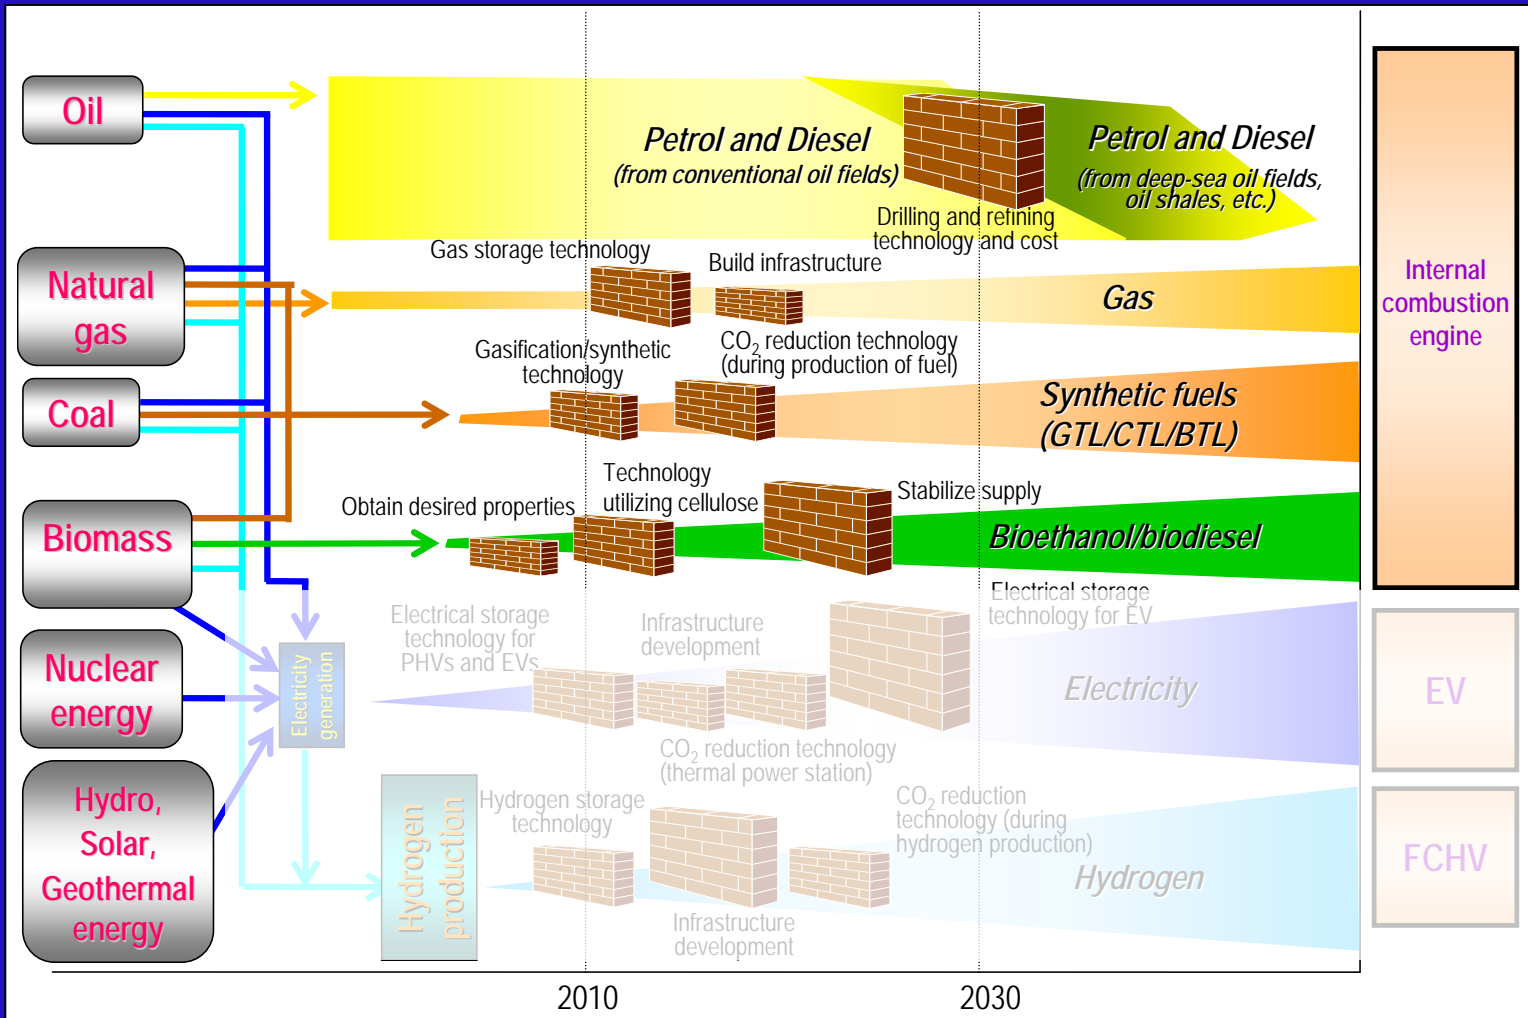 Oil
Natural
gas
Coal
Biomass
Nuclear
energy
Hydro,
Solar,
Geothermal
energy
Electricity
generation
Hydrogen
production
Petrol and Diesel
(from conventional oil fields)
Petrol and Diesel
(from deep-sea oil fields,
oil shales, etc.)
Drilling and refining
technology and cost
Gas storage technology
Build infrastructure
Gas
Gasification/synthetic
technology
CO2 reduction technology
(during production of fuel)
Synthetic fuels
(GTL/CTL/BTL)
Obtain desired properties
Technology
utilizing cellulose
Stabilize supply
Bioethanol/biodiesel
Electrical storage
technology for
PHVs and EVs
Infrastructure
development
Electrical storage
technology for EV
CO2 reduction technology
(thermal power station)
Electricity
Hydrogen storage
technology
Infrastructure
development
CO2 reduction
technology (during
hydrogen production)
Hydrogen
Internal
combustion
engine
EV
FCHV
2010
2030